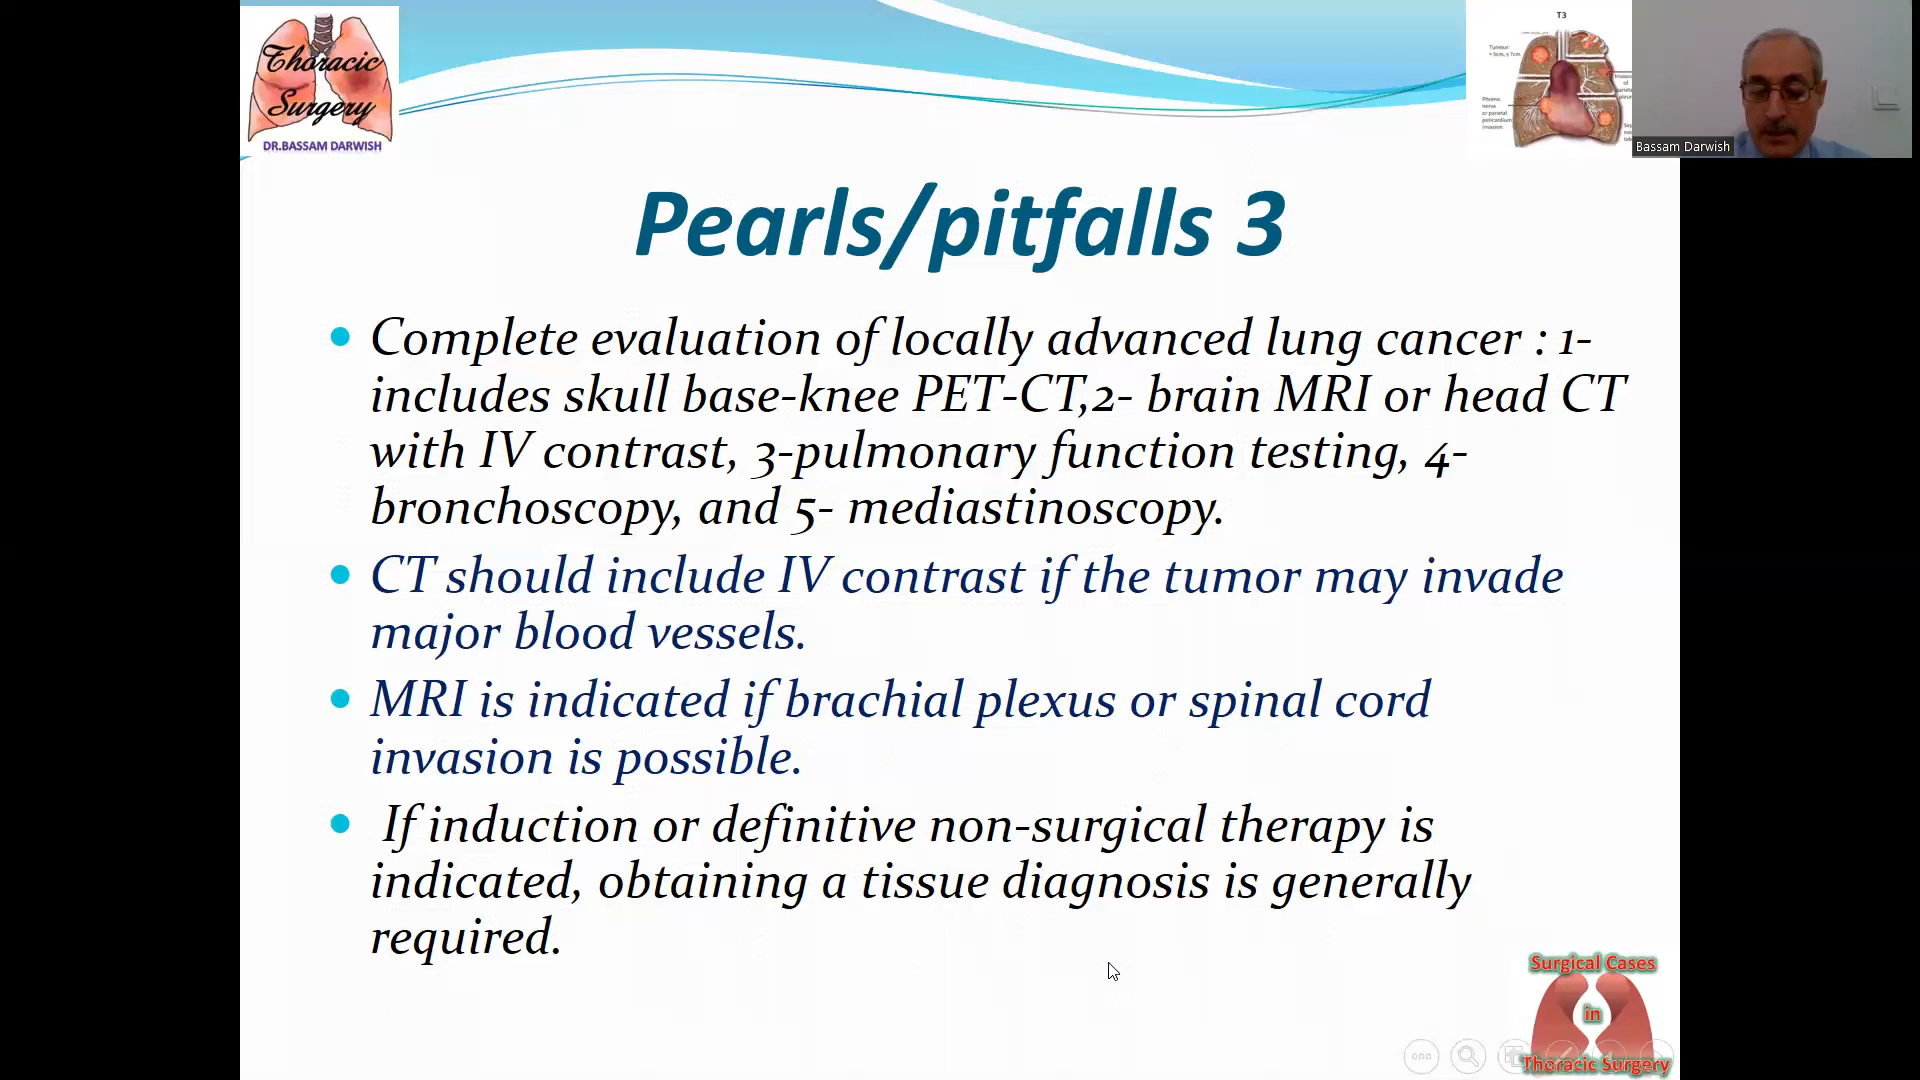 Thoracic
Surgery
DR.BASSAM DARWISH
T3
Tumour:
Phrenic
nerve
or parietal
pericardium
invasion
Bassam Darwish
Pearls/pitfalls 3
Complete evaluation of locally advanced lung cancer : 1-
includes skull base-knee PET-CT,2- brain MRI or head CT
with IV contrast, 3-pulmonary function testing, 4-
bronchoscopy, and 5- mediastinoscopy.
CT should include IV contrast if the tumor may invade
major blood vessels.
MRI is indicated if brachial plexus or spinal cord
invasion is possible.
If induction or definitive non-surgical therapy is
indicated, obtaining a tissue diagnosis is generally
required.
Surgical Cases
in
Thoracic Surgery